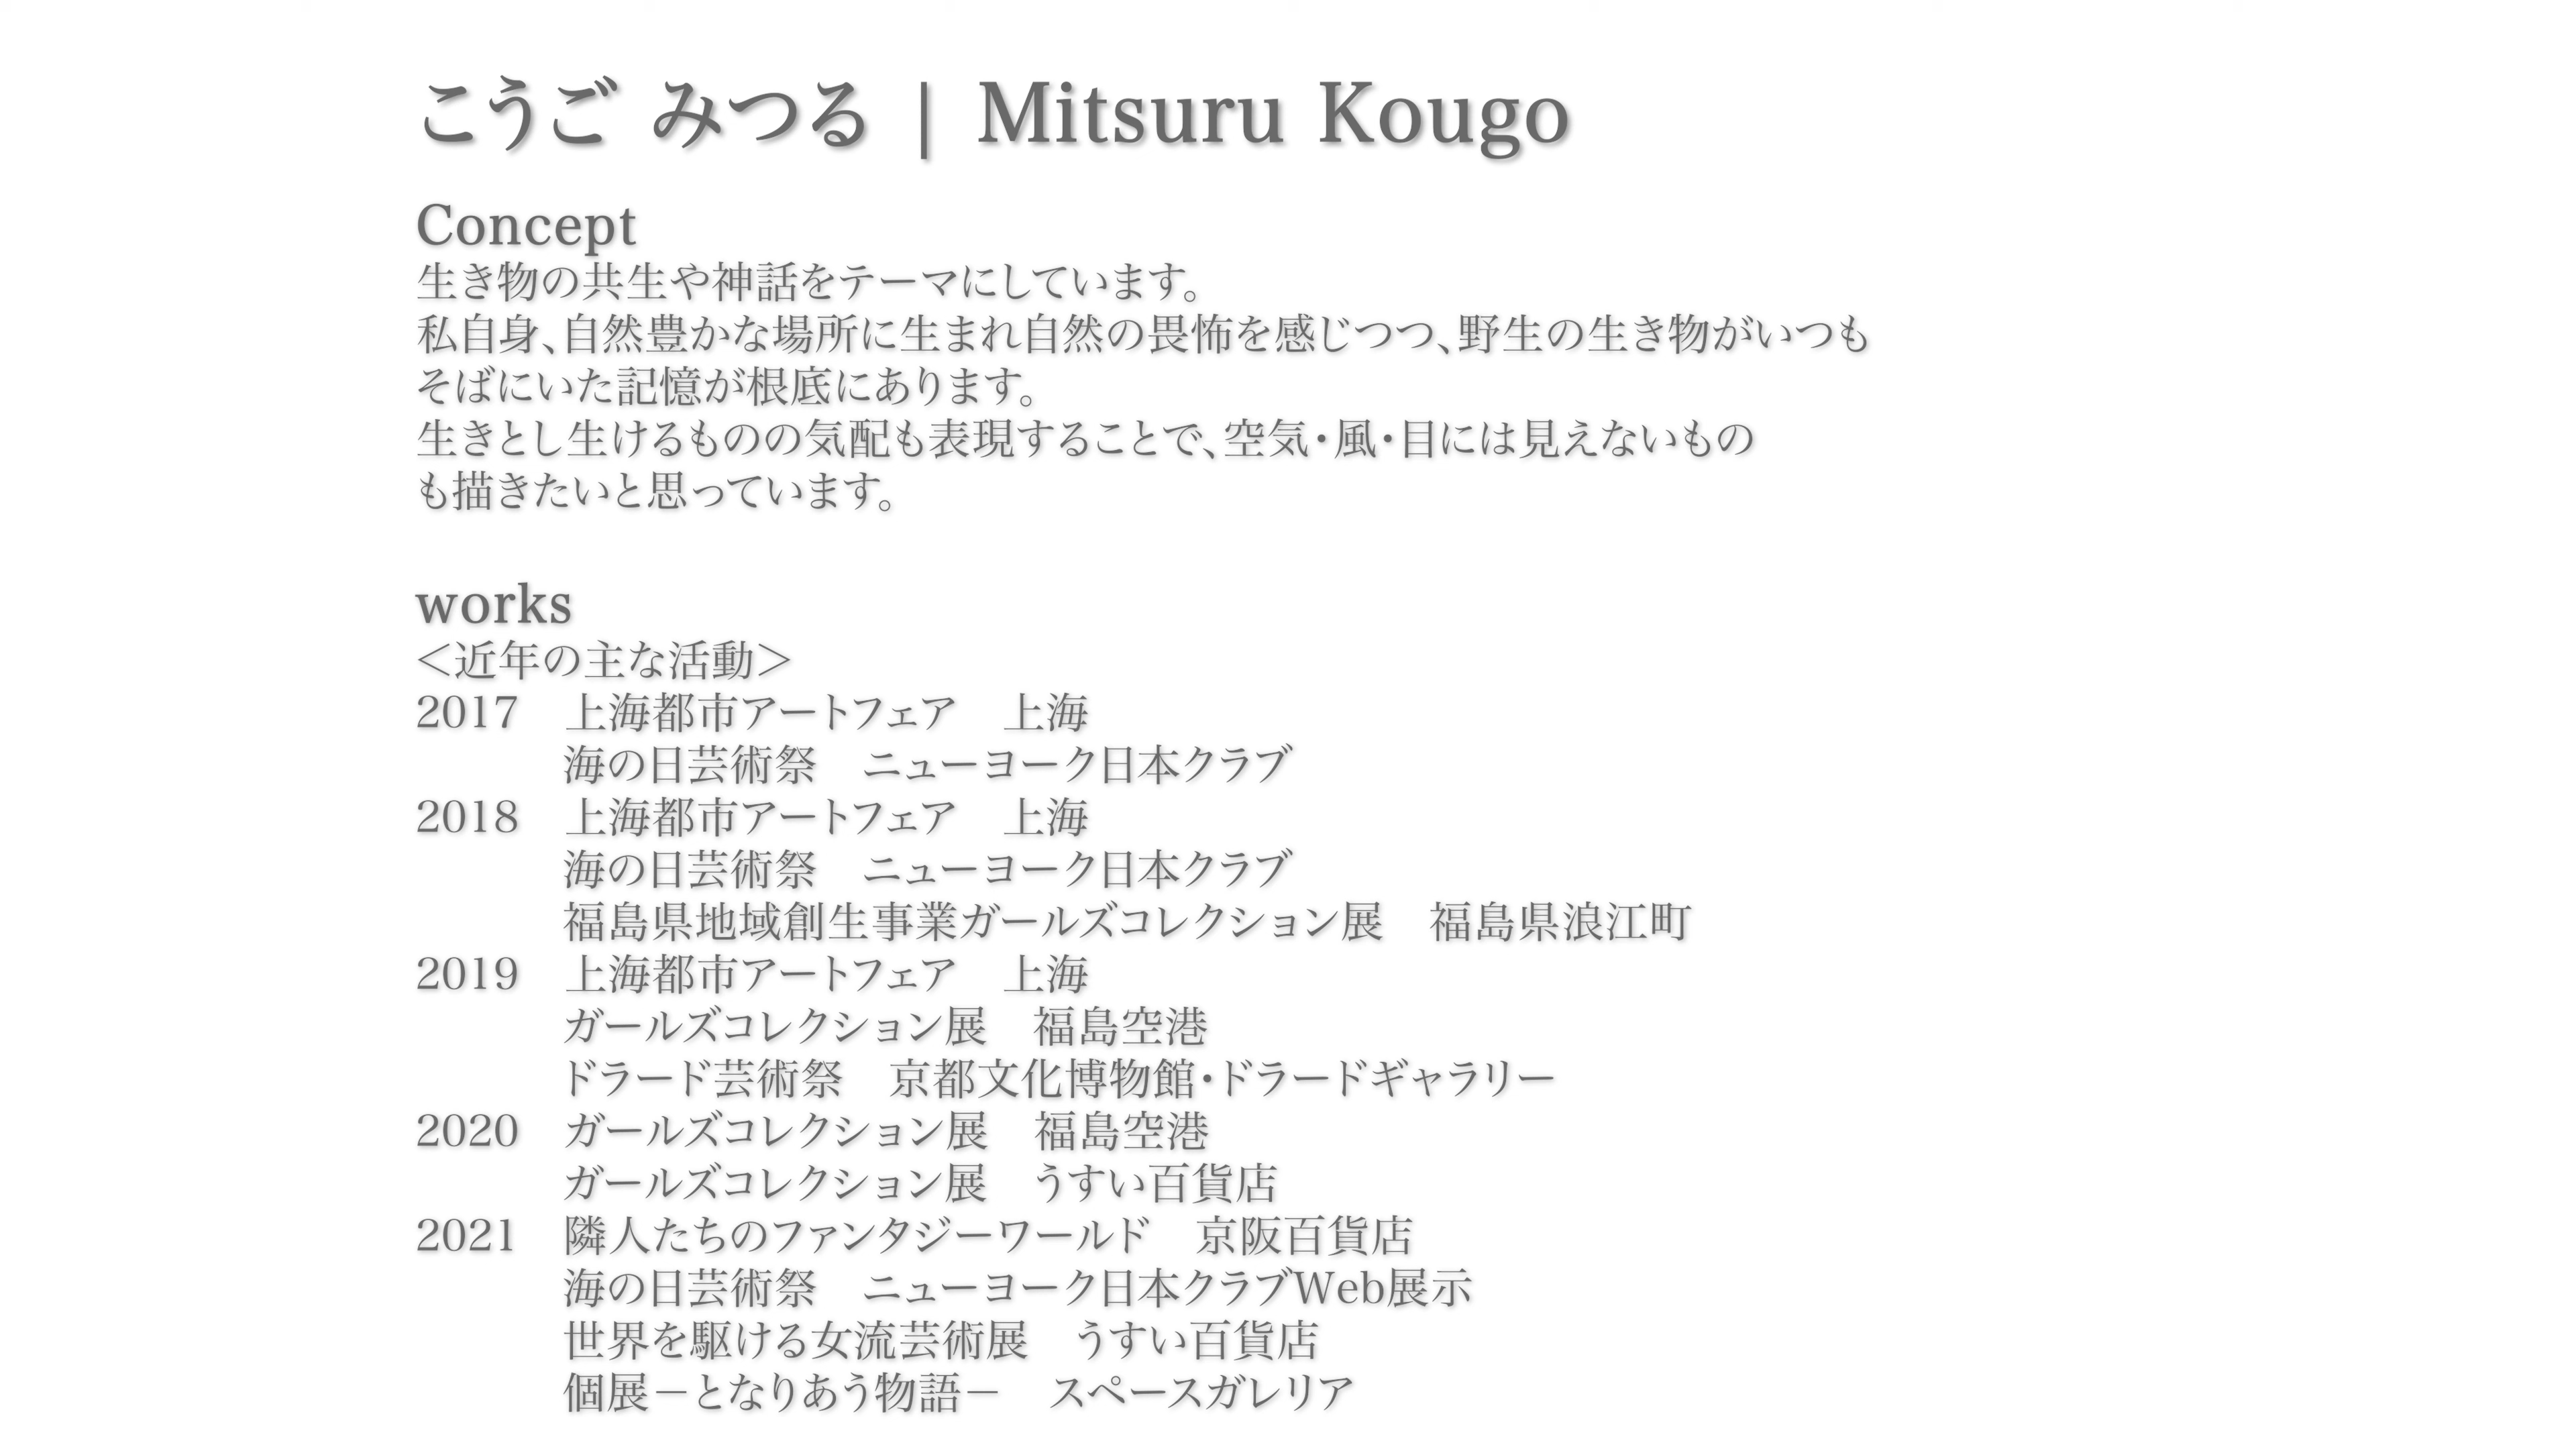 こうご みつる | Mitsuru Kougo
Concept
生き物の共生や神話をテーマにしています。
私自身、自然豊かな場所に生まれ自然の畏怖を感じつつ、野生の生き物がいつも
そばにいた記憶が根底にあります。
生きとし生けるものの気配も表現することで、空気・風・目には見えないもの
も描きたいと思っています。
works
＜近年の主な活動＞
2017　上海都市アートフェア　上海
海の日芸術祭　ニューヨーク日本クラブ
2018　上海都市アートフェア　上海
海の日芸術祭　ニューヨーク日本クラブ
福島県地域創生事業ガールズコレクション展　福島県浪江町
2019　上海都市アートフェア　上海
ガールズコレクション展　福島空港
ドラード芸術祭　京都文化博物館・ドラードギャラリー
2020　ガールズコレクション展　福島空港
ガールズコレクション展　うすい百貨店
2021　隣人たちのファンタジーワールド　京阪百貨店
海の日芸術祭　ニューヨーク日本クラブWeb展示
世界を駆ける女流芸術展　うすい百貨店
個展－となりあう物語－　スペースガレリア